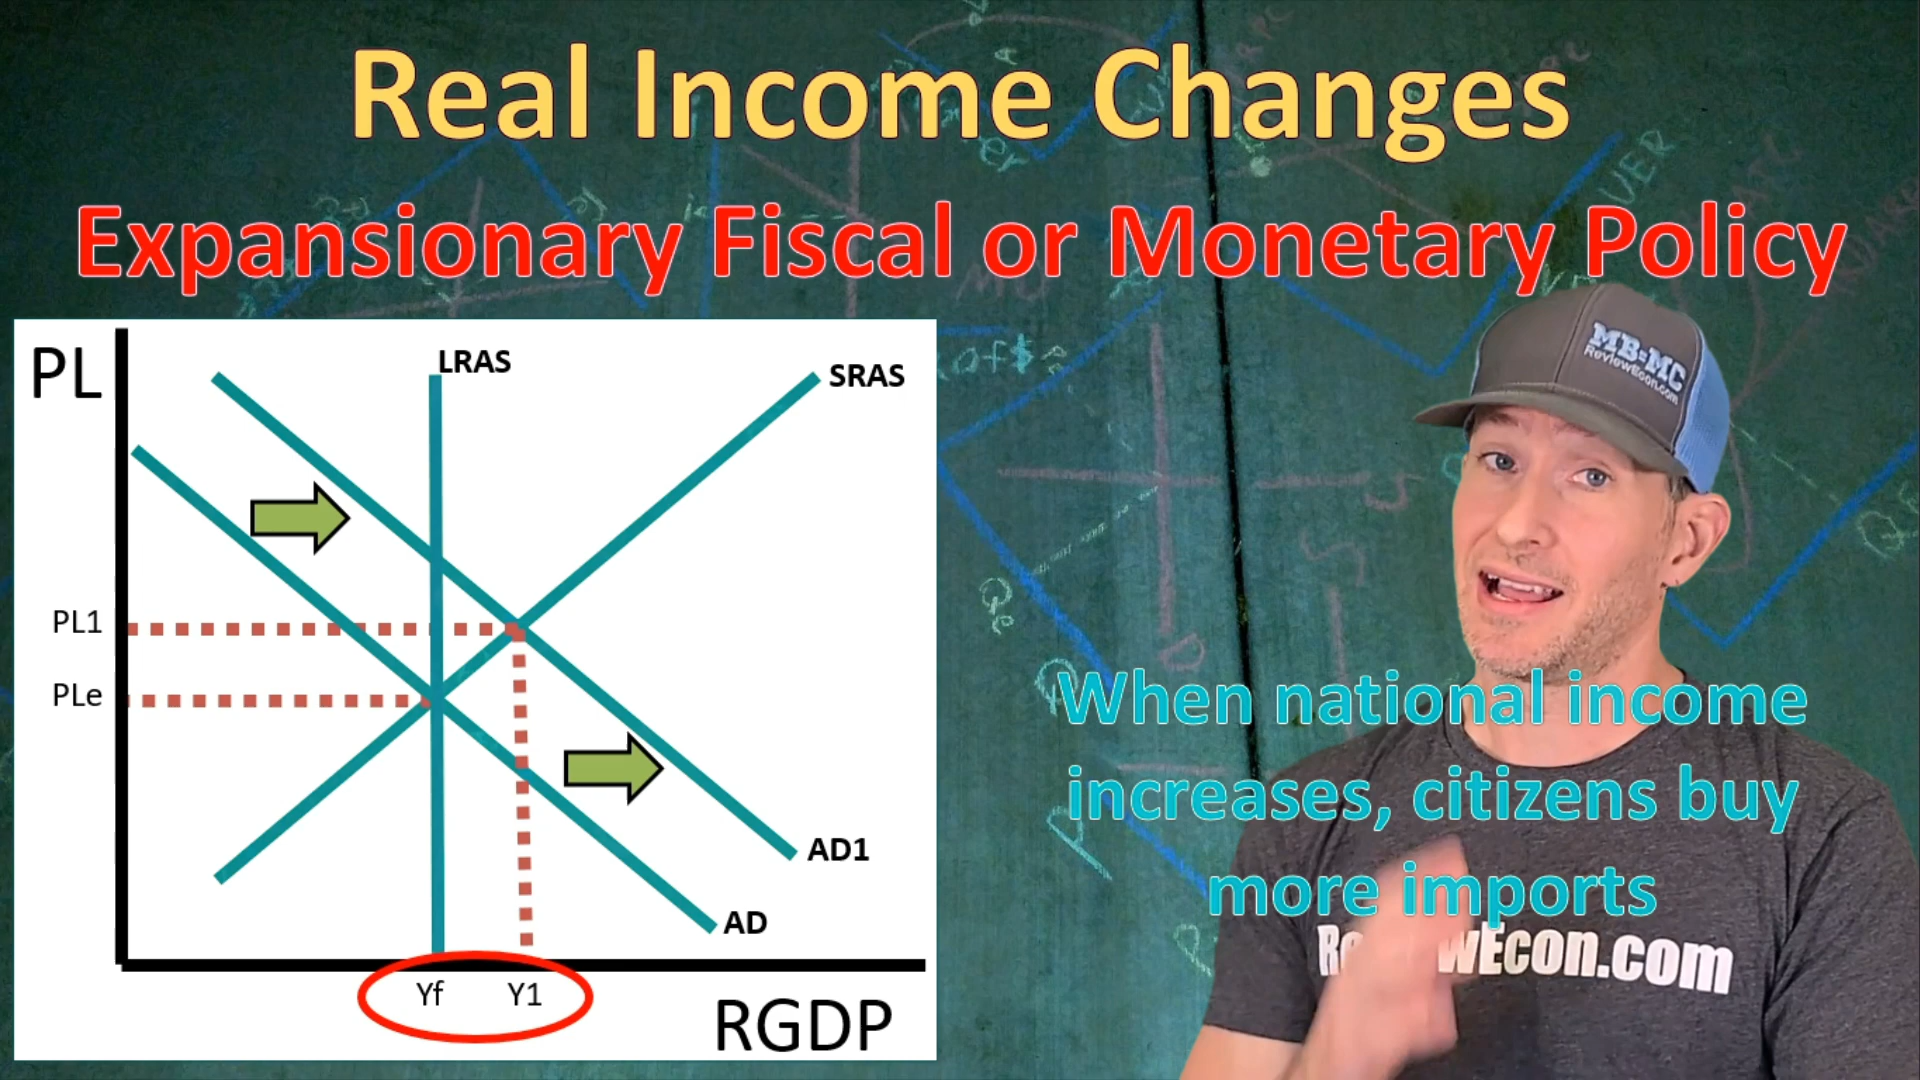 Real Income Changes
Expansionary Fiscal or Monetary Policy
PL
LRAS
SRAS
PL1
PLe
AD1
AD
Yf
Y1
RGDP
MB=MC
ReviewEcon.com
When national income
increases, citizens buy
more imports
wEcon.com